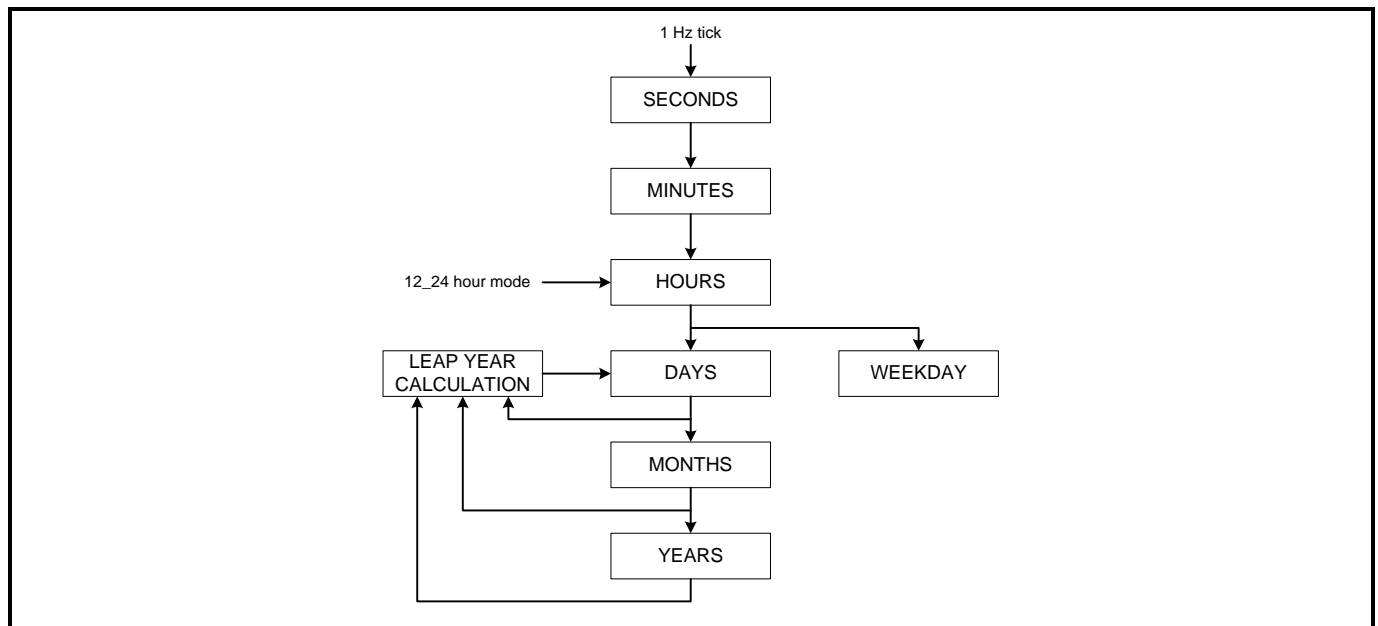 1 Hz tick
SECONDS
MINUTES
12_24 hour mode
HOURS
LEAP YEAR
CALCULATION
DAYS
WEEKDAY
MONTHS
YEARS